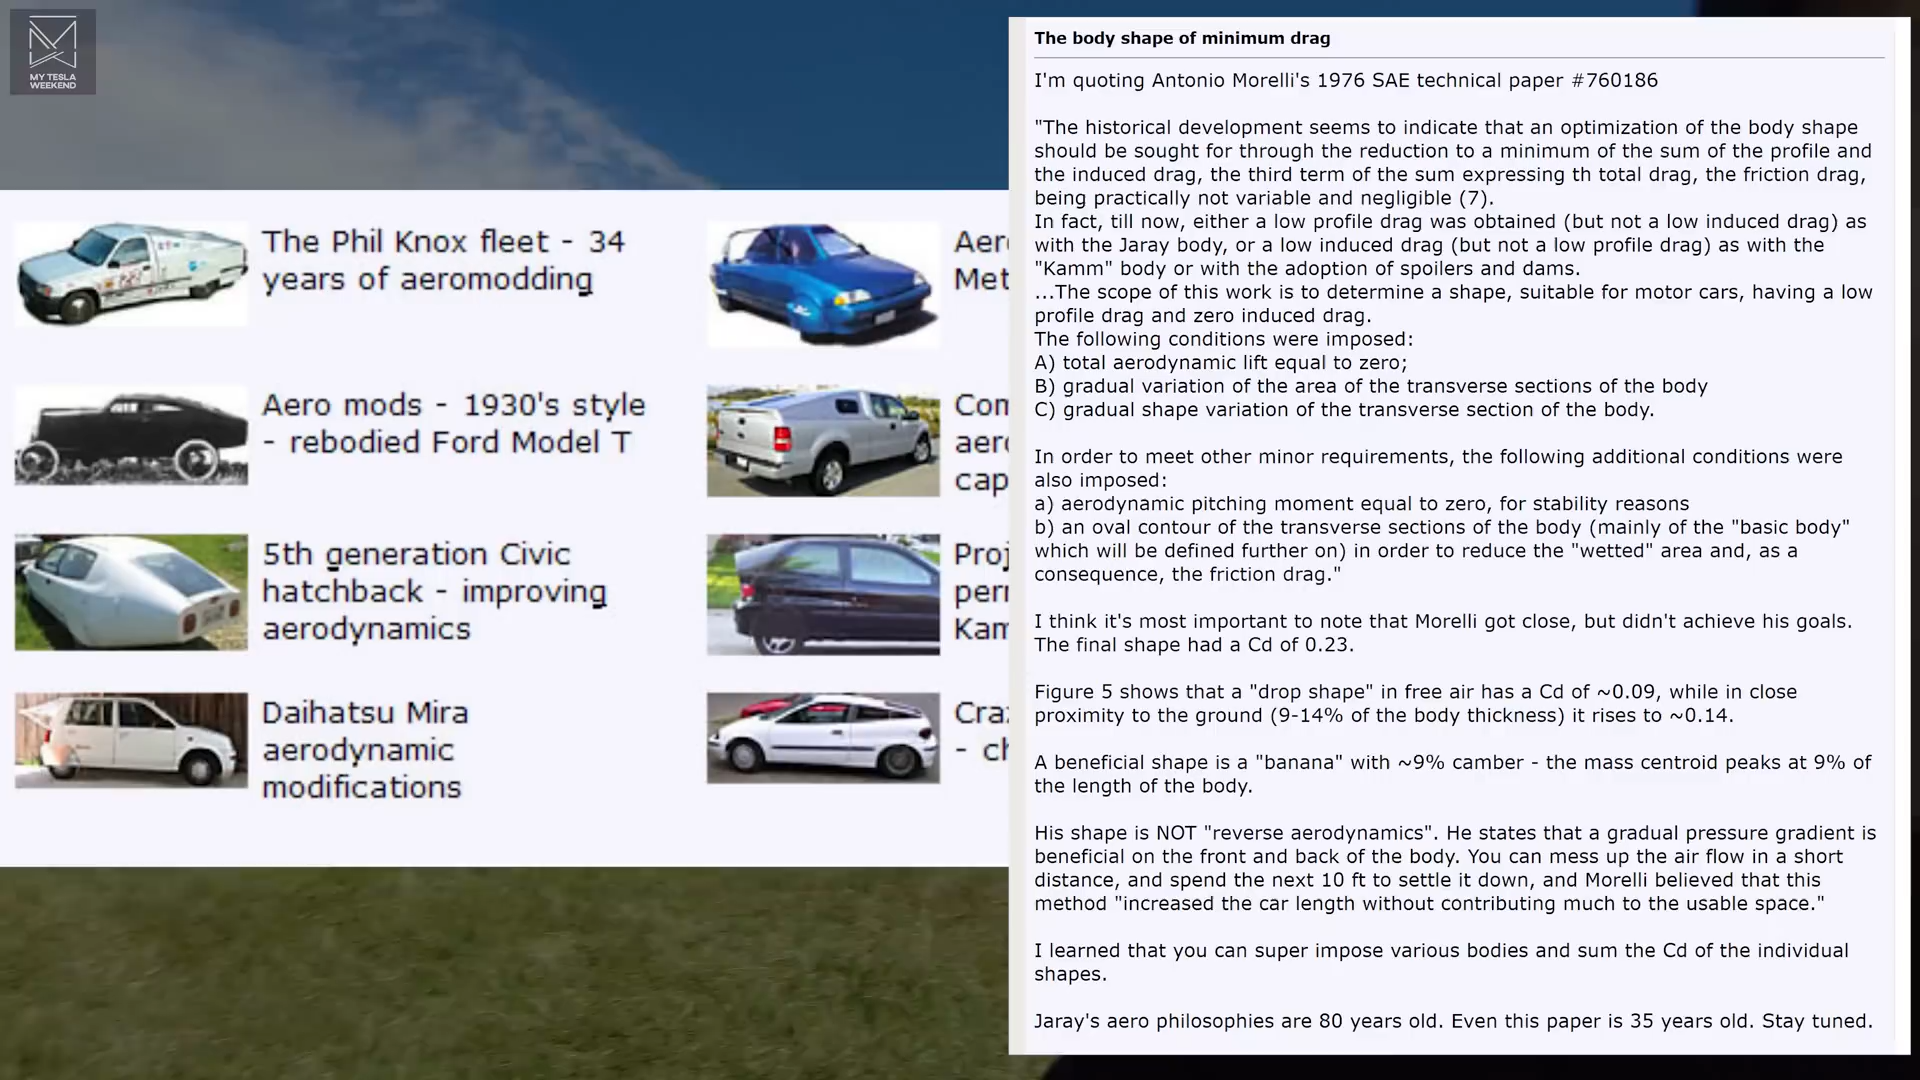 MY TESLA
WEEKEND
The Phil Knox fleet - 34
years of aeromodding
Aero mods - 1930's style
- rebodied Ford Model T
5th generation Civic
hatchback - improving
aerodynamics
Daihatsu Mira
aerodynamic
modifications
The body shape of minimum drag
I'm quoting Antonio Morelli's 1976 SAE technical paper #760186
"The historical development seems to indicate that an optimization of the body shape
should be sought for through the reduction to a minimum of the sum of the profile and
the induced drag, the third term of the sum expressing th total drag, the friction drag,
being practically not variable and negligible (7).
In fact, till now, either a low profile drag was obtained (but not a low induced drag) as
with the Jaray body, or a low induced drag (but not a low profile drag) as with the
"Kamm" body or with the adoption of spoilers and dams.
...The scope of this work is to determine a shape, suitable for motor cars, having a low
profile drag and zero induced drag.
The following conditions were imposed:
A) total aerodynamic lift equal to zero;
B) gradual variation of the area of the transverse sections of the body
C) gradual shape variation of the transverse section of the body.
In order to meet other minor requirements, the following additional conditions were
also imposed:
a) aerodynamic pitching moment equal to zero, for stability reasons
b) an oval contour of the transverse sections of the body (mainly of the "basic body"
which will be defined further on) in order to reduce the "wetted" area and, as a
consequence, the friction drag."
I think it's most important to note that Morelli got close, but didn't achieve his goals.
The final shape had a Cd of 0.23.
Figure 5 shows that a "drop shape" in free air has a Cd of ~0.09, while in close
proximity to the ground (9-14% of the body thickness) it rises to ~0.14.
A beneficial shape is a "banana" with ~9% camber - the mass centroid peaks at 9% of
the length of the body.
His shape is NOT "reverse aerodynamics". He states that a gradual pressure gradient is
beneficial on the front and back of the body. You can mess up the air flow in a short
distance, and spend the next 10 ft to settle it down, and Morelli believed that this
method "increased the car length without contributing much to the usable space."
I learned that you can super impose various bodies and sum the Cd of the individual
shapes.
Jaray's aero philosophies are 80 years old. Even this paper is 35 years old. Stay tuned.